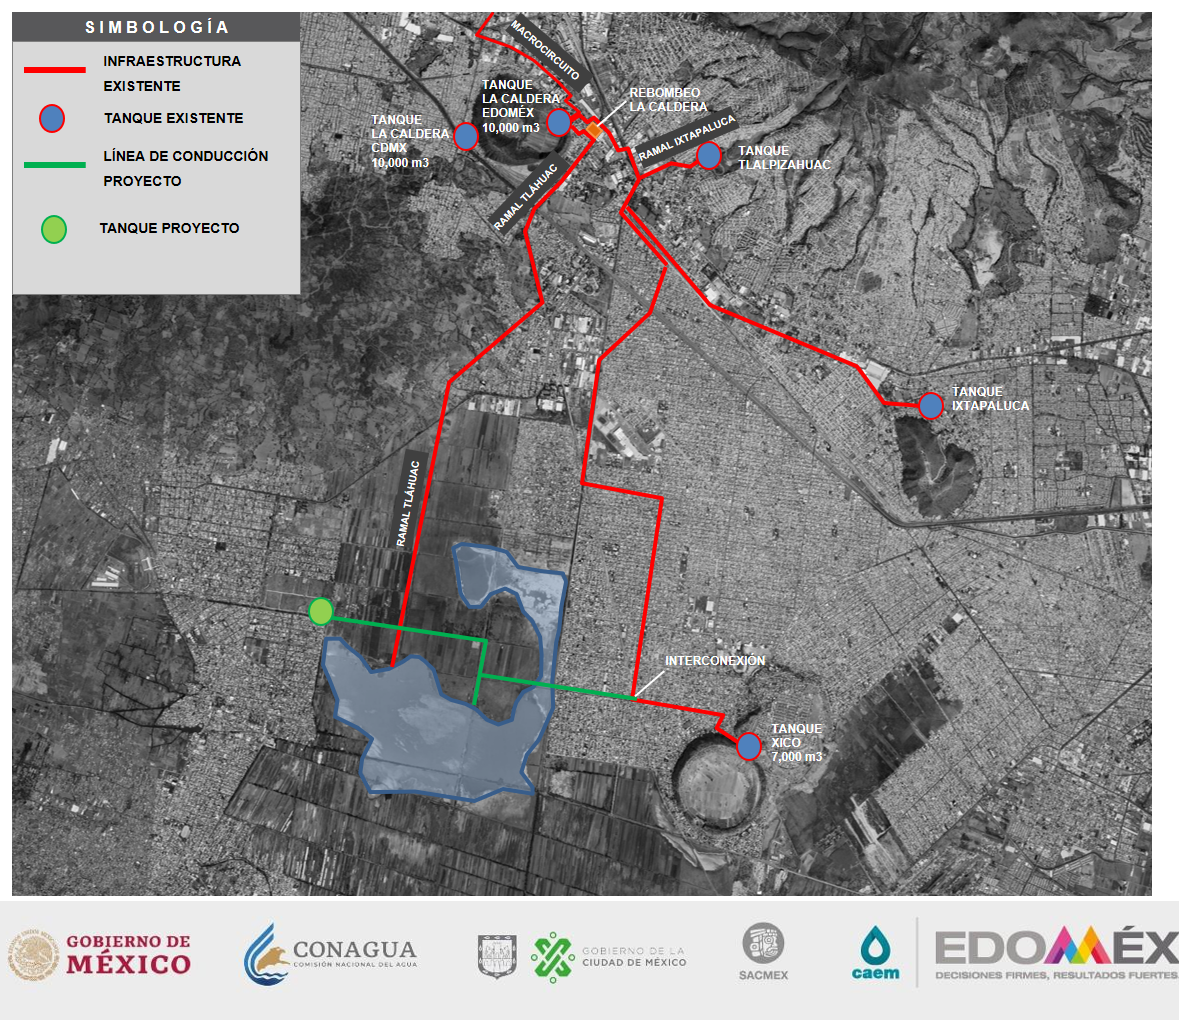 SIMBOLOGÍA
INFRAESTRUCTURA
EXISTENTE
TANQUE EXISTENTE
LÍNEA DE CONDUCCIÓN
PROYECTO
TANQUE PROYECTO
MACROCIRCUITO
TANQUE
LA CALDERA
EDOMÉX
10,000 m3
REBOMBEO
LA CALDERA
TANQUE
LA CALDERA
CDMX
10,000 m3
RAMAL IXTAPALUCA
TANQUE
TLALPIZAHUAC
RAMAL TLÁHUAC
TANQUE
IXTAPALUCA
RAMAL TLÁHUAC
INTERCONEXIÓN
TANQUE
XICO
7,000 m3
GOBIERNO DE
MÉXICO
CONAGUA
COMISIÓN NACIONAL DEL AGUA
GOBIERNO DE LA
CIUDAD DE MÉXICO
SACMEX
caem
EDOMÉX
DECISIONES FIRMES, RESULTADOS FUERTES.